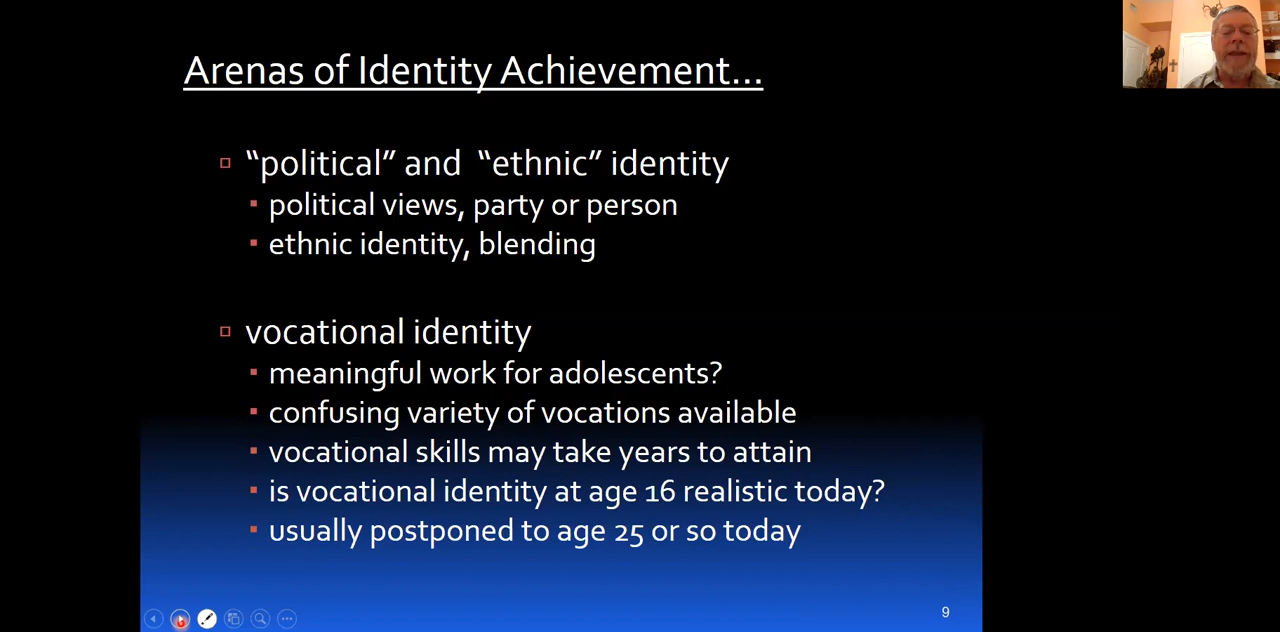 Arenas of Identity Achievement...
“political” and “ethnic” identity
political views, party or person
ethnic identity, blending
vocational identity
meaningful work for adolescents?
confusing variety of vocations available
vocational skills may take years to attain
is vocational identity at age 16 realistic today?
usually postponed to age 25 or so today
9